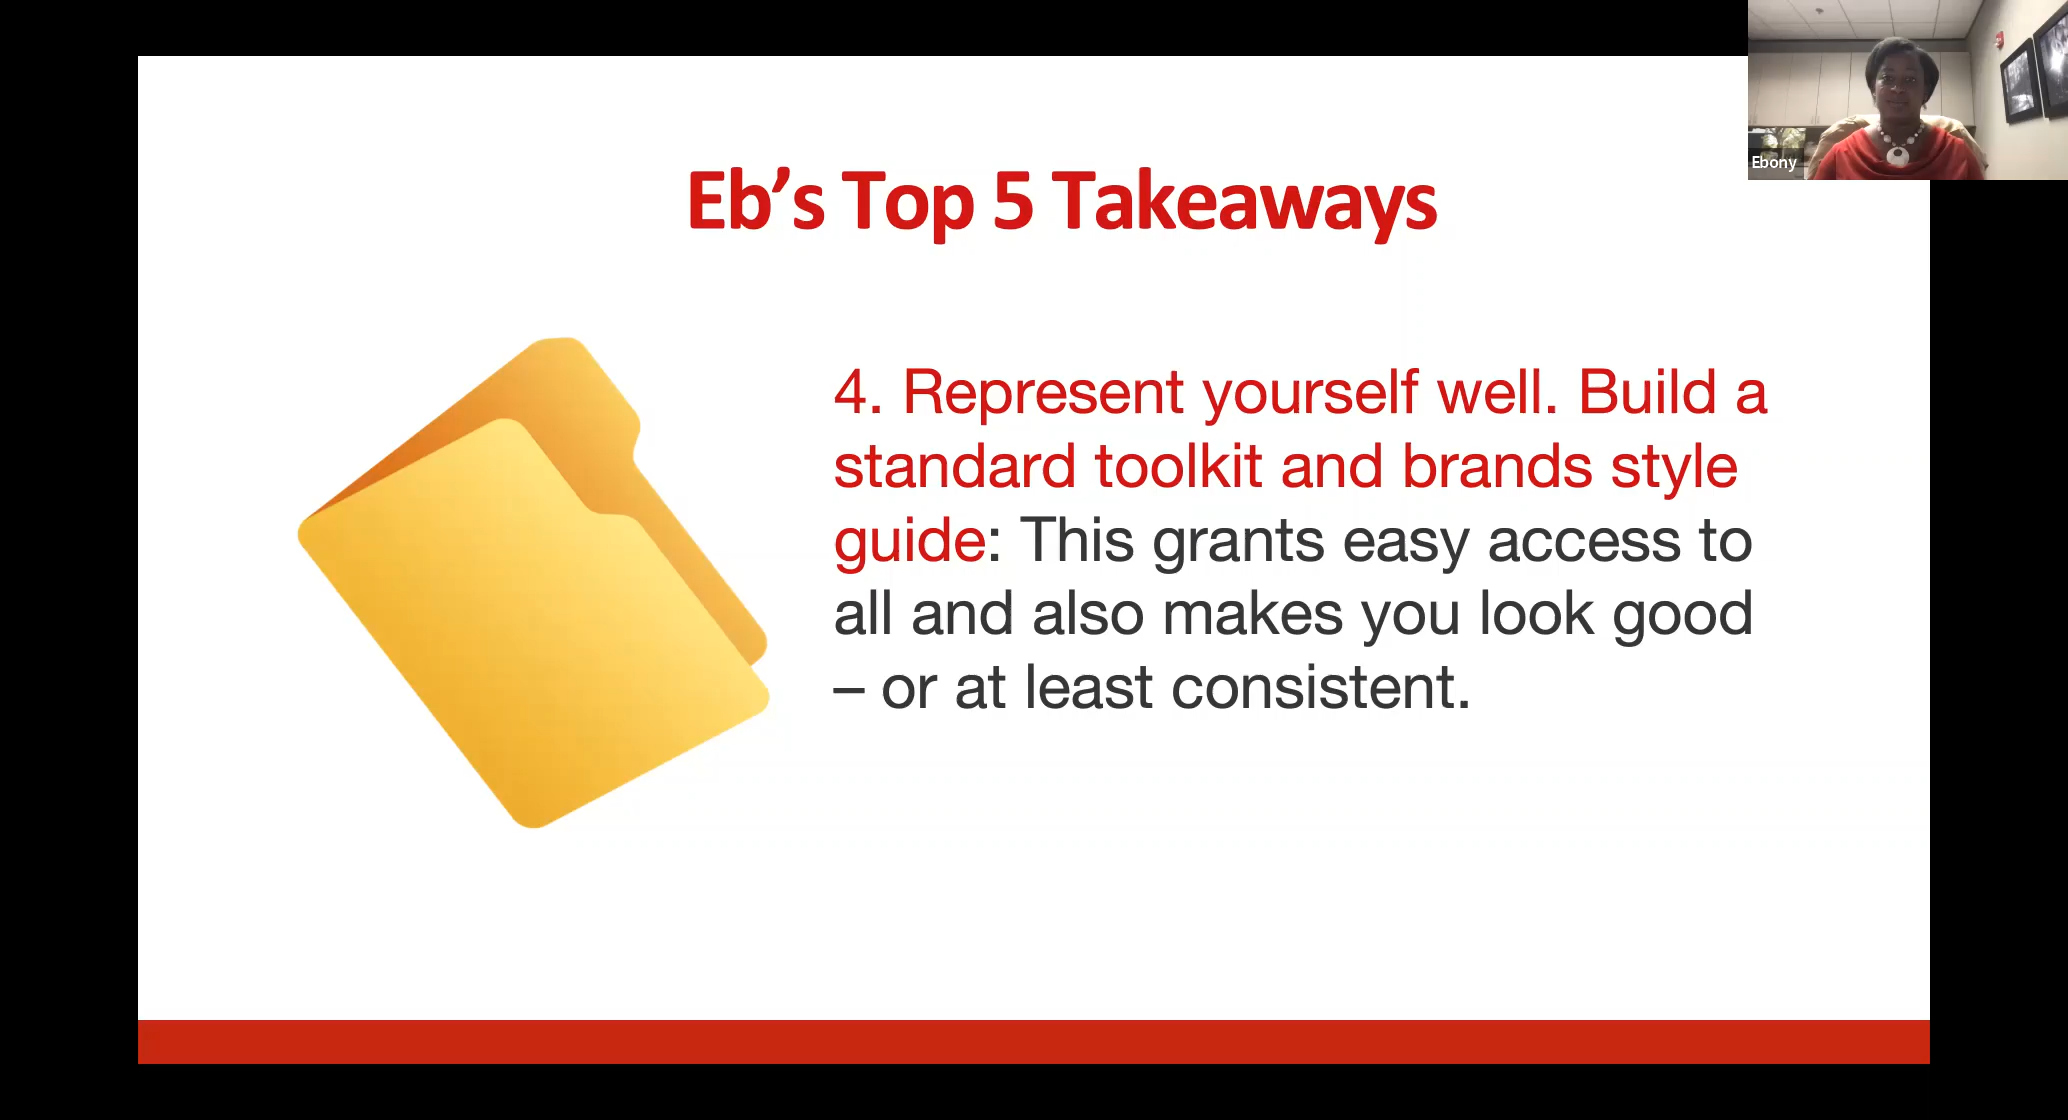 Eb’s Top 5 Takeaways
4. Represent yourself well. Build a
standard toolkit and brands style
guide: This grants easy access to
all and also makes you look good
– or at least consistent.
Ebony